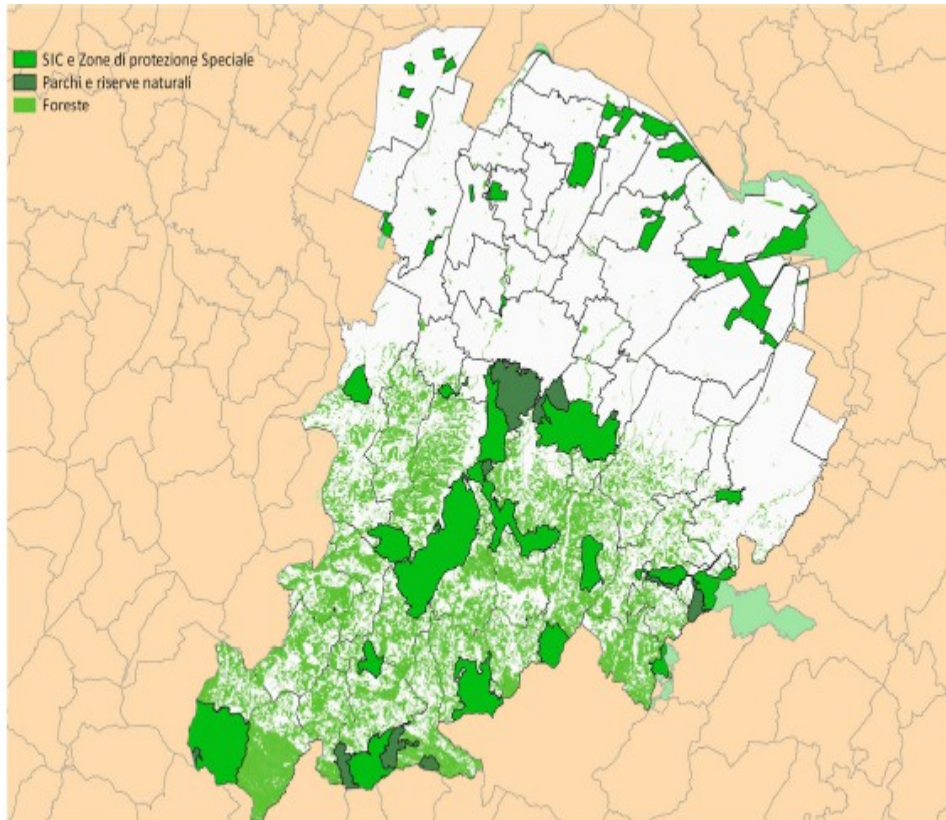 SIC e Zone di protezione Speciale
Parchi e riserve naturali
Foreste